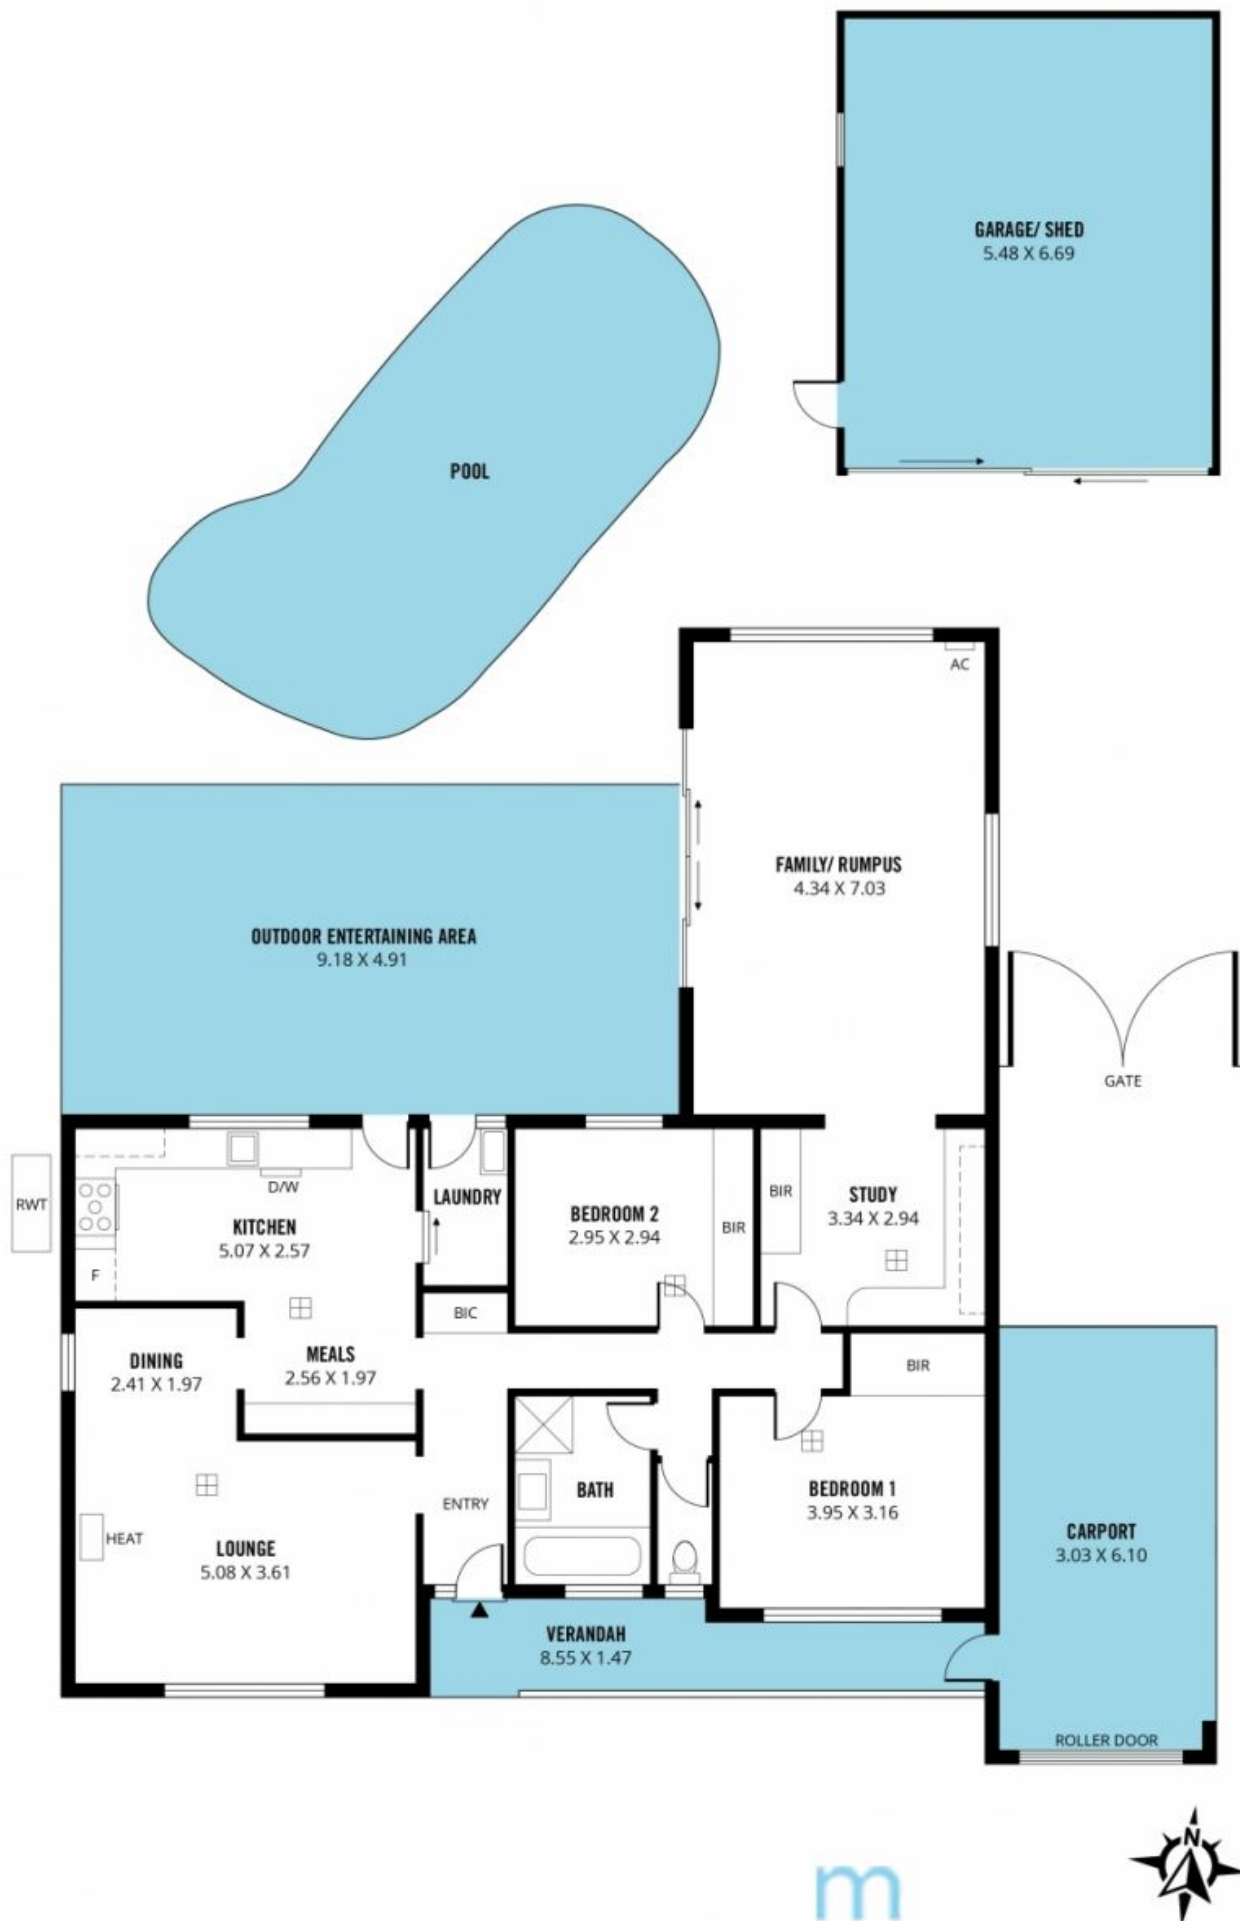 GARAGE/ SHED
5.48 X 6.69
POOL
AC
FAMILY/ RUMPUS
4.34 X 7.03
OUTDOOR ENTERTAINING AREA
9.18 X 4.91
GATE
RWT
D/W
KITCHEN
5.07 X 2.57
F
LAUNDRY
BEDROOM 2
2.95 X 2.94
BIR
BIR
STUDY
3.34 X 2.94
BIC
DINING
2.41 X 1.97
MEALS
2.56 X 1.97
BIR
ENTRY
BATH
BEDROOM 1
3.95 X 3.16
HEAT
LOUNGE
5.08 X 3.61
CARPORT
3.03 X 6.10
VERANDAH
8.55 X 1.47
ROLLER DOOR
N
m